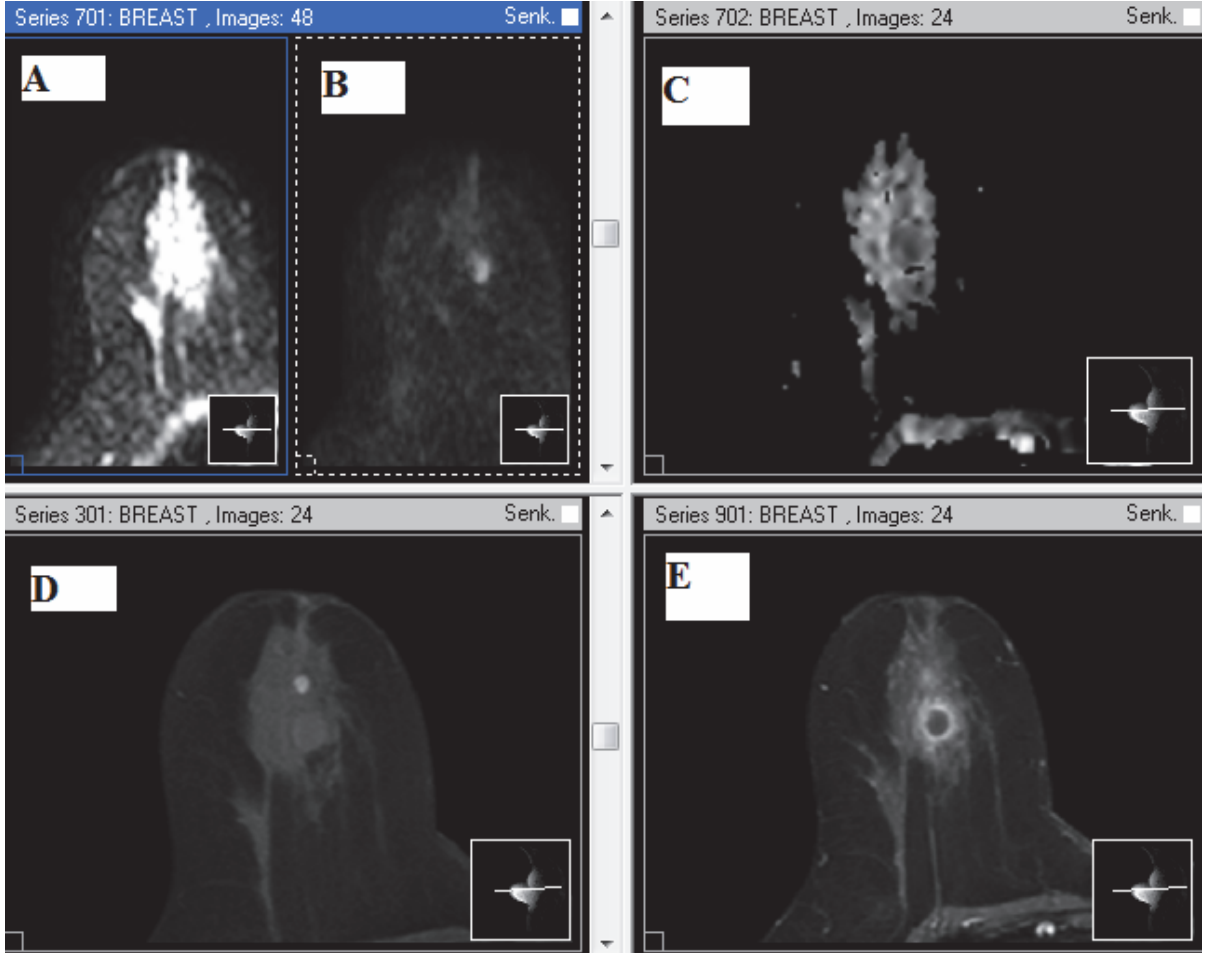 Series 701: BREAST , Images: 48 Senk.
Series 702: BREAST , Images: 24 Senk.
A
B
C
Series 301: BREAST , Images: 24 Senk.
Series 901: BREAST , Images: 24 Senk.
D
E